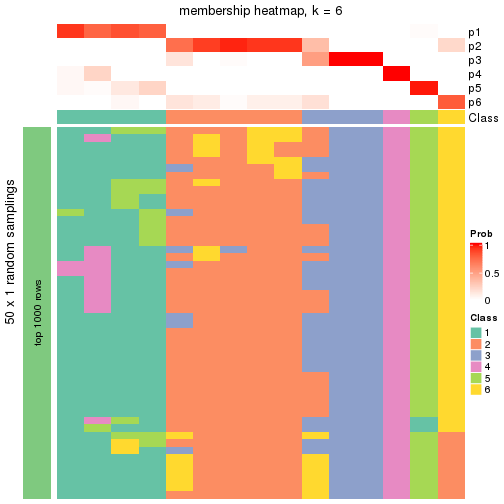 membership heatmap, k = 6
p1
p2
p3
p4
p5
p6
Class
50 x 1 random samplings
top 1000 rows
Prob
1
0.5
0
Class
1
2
3
4
5
6